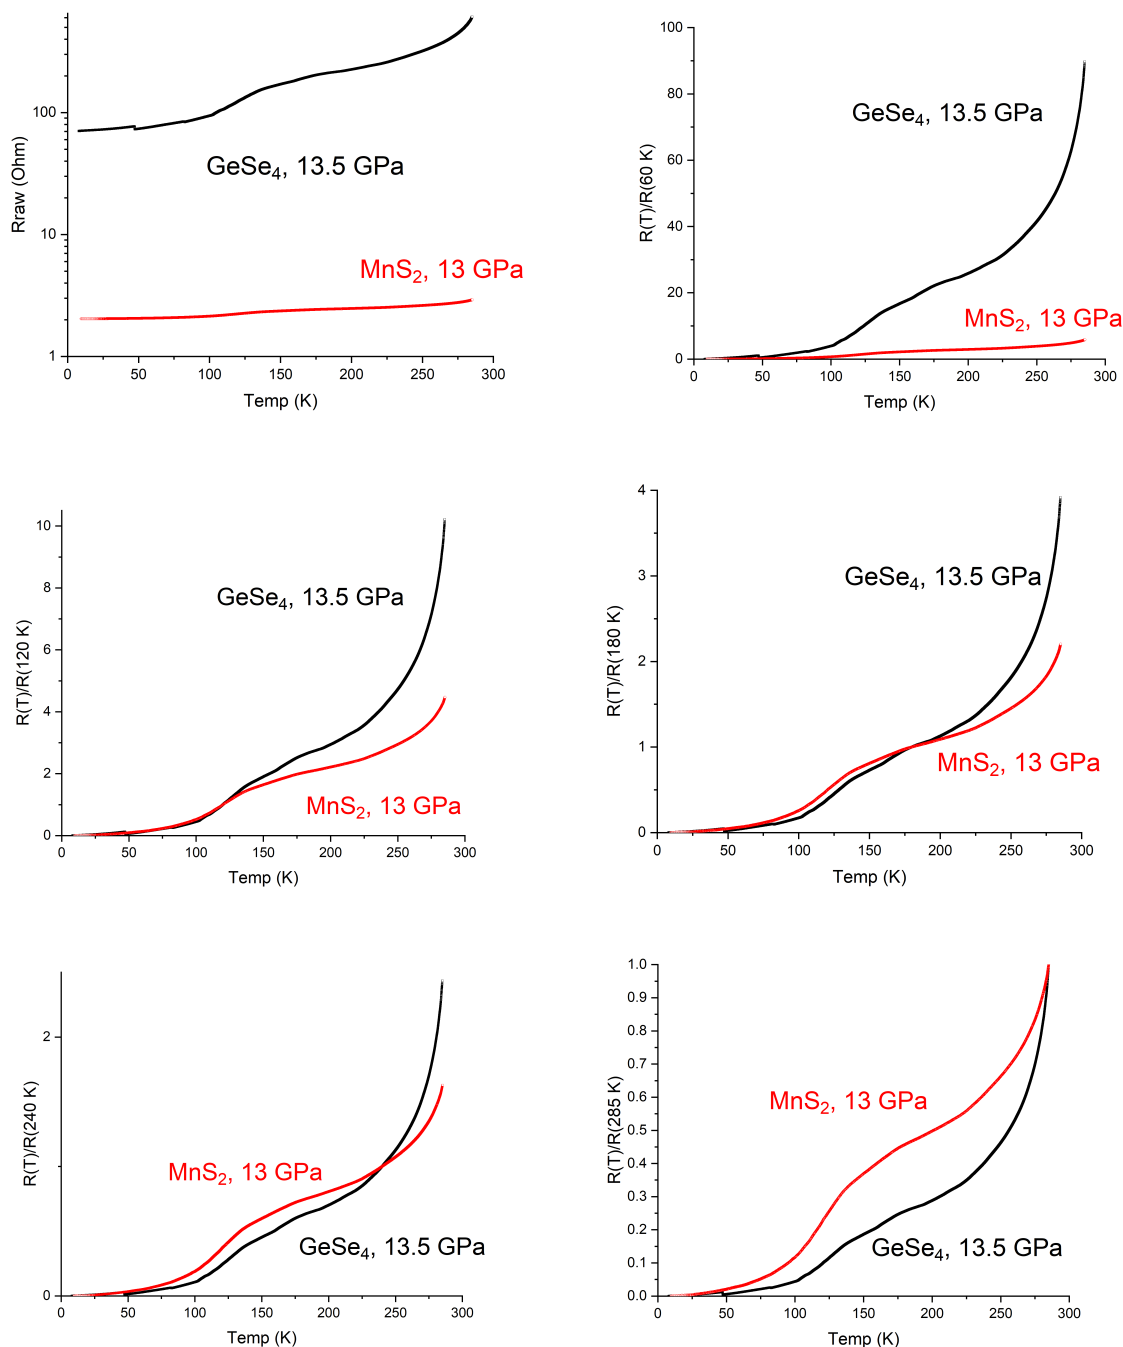 Rraw (Ohm)
100
10
1
GeSe4, 13.5 GPa
MnS2, 13 GPa
0 50 100 150 200 250 300
Temp (K)
R(T)/R(60 K)
100
80
60
40
20
0
GeSe4, 13.5 GPa
MnS2, 13 GPa
0 50 100 150 200 250 300
Temp (K)
R(T)/R(120 K)
10
8
6
4
2
0
GeSe4, 13.5 GPa
MnS2, 13 GPa
0 50 100 150 200 250 300
Temp (K)
R(T)/R(180 K)
4
3
2
1
0
GeSe4, 13.5 GPa
MnS2, 13 GPa
0 50 100 150 200 250 300
Temp (K)
R(T)/R(240 K)
2
0
MnS2, 13 GPa
GeSe4, 13.5 GPa
0 50 100 150 200 250 300
Temp (K)
R(T)/R(285 K)
1.0
0.9
0.8
0.7
0.6
0.5
0.4
0.3
0.2
0.1
0.0
MnS2, 13 GPa
GeSe4, 13.5 GPa
0 50 100 150 200 250 300
Temp (K)